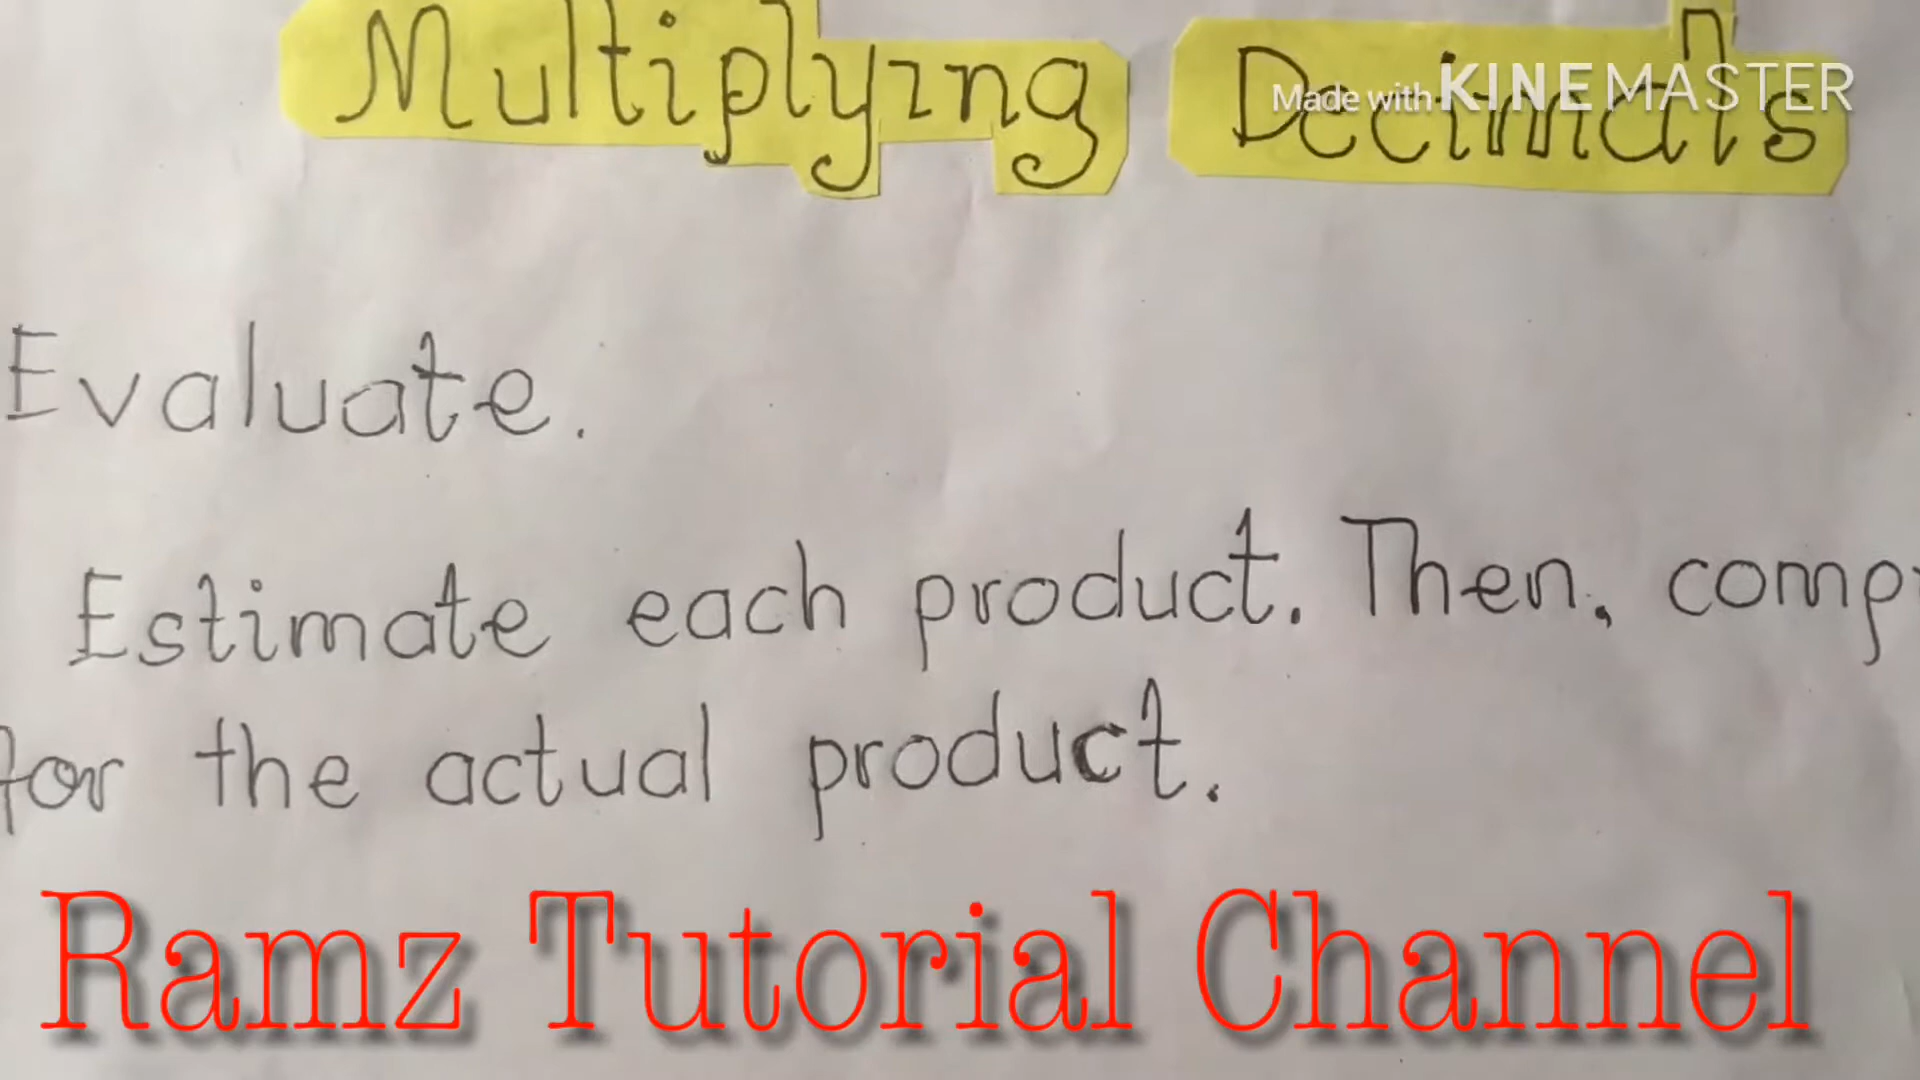 Multiplying Decimals
Made with KINEMASTER
Evaluate.
Estimate each product. Then, comp
for the actual product.
Ramz Tutorial Channel